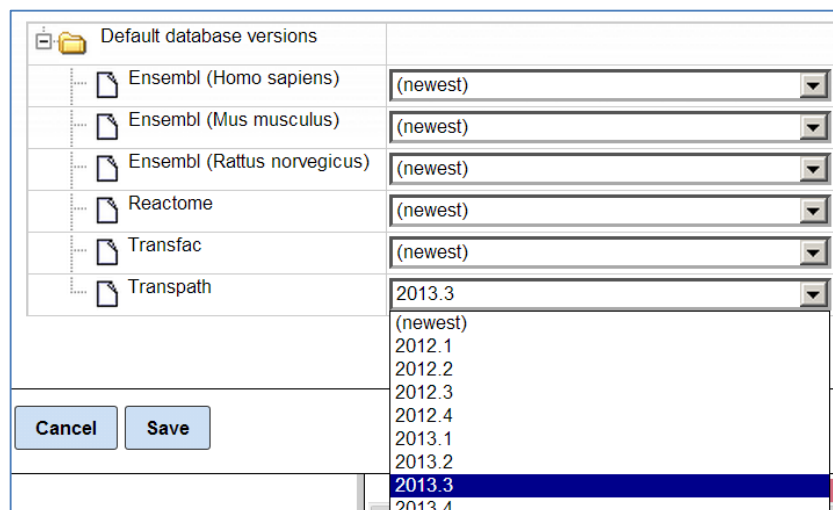 Default database versions
Ensembl (Homo sapiens) (newest)
Ensembl (Mus musculus) (newest)
Ensembl (Rattus norvegicus) (newest)
Reactome (newest)
Transfac (newest)
Transpath 2013.3
(newest)
2012.1
2012.2
2012.3
2012.4
2013.1
2013.2
2013.3
2013.4
Cancel Save